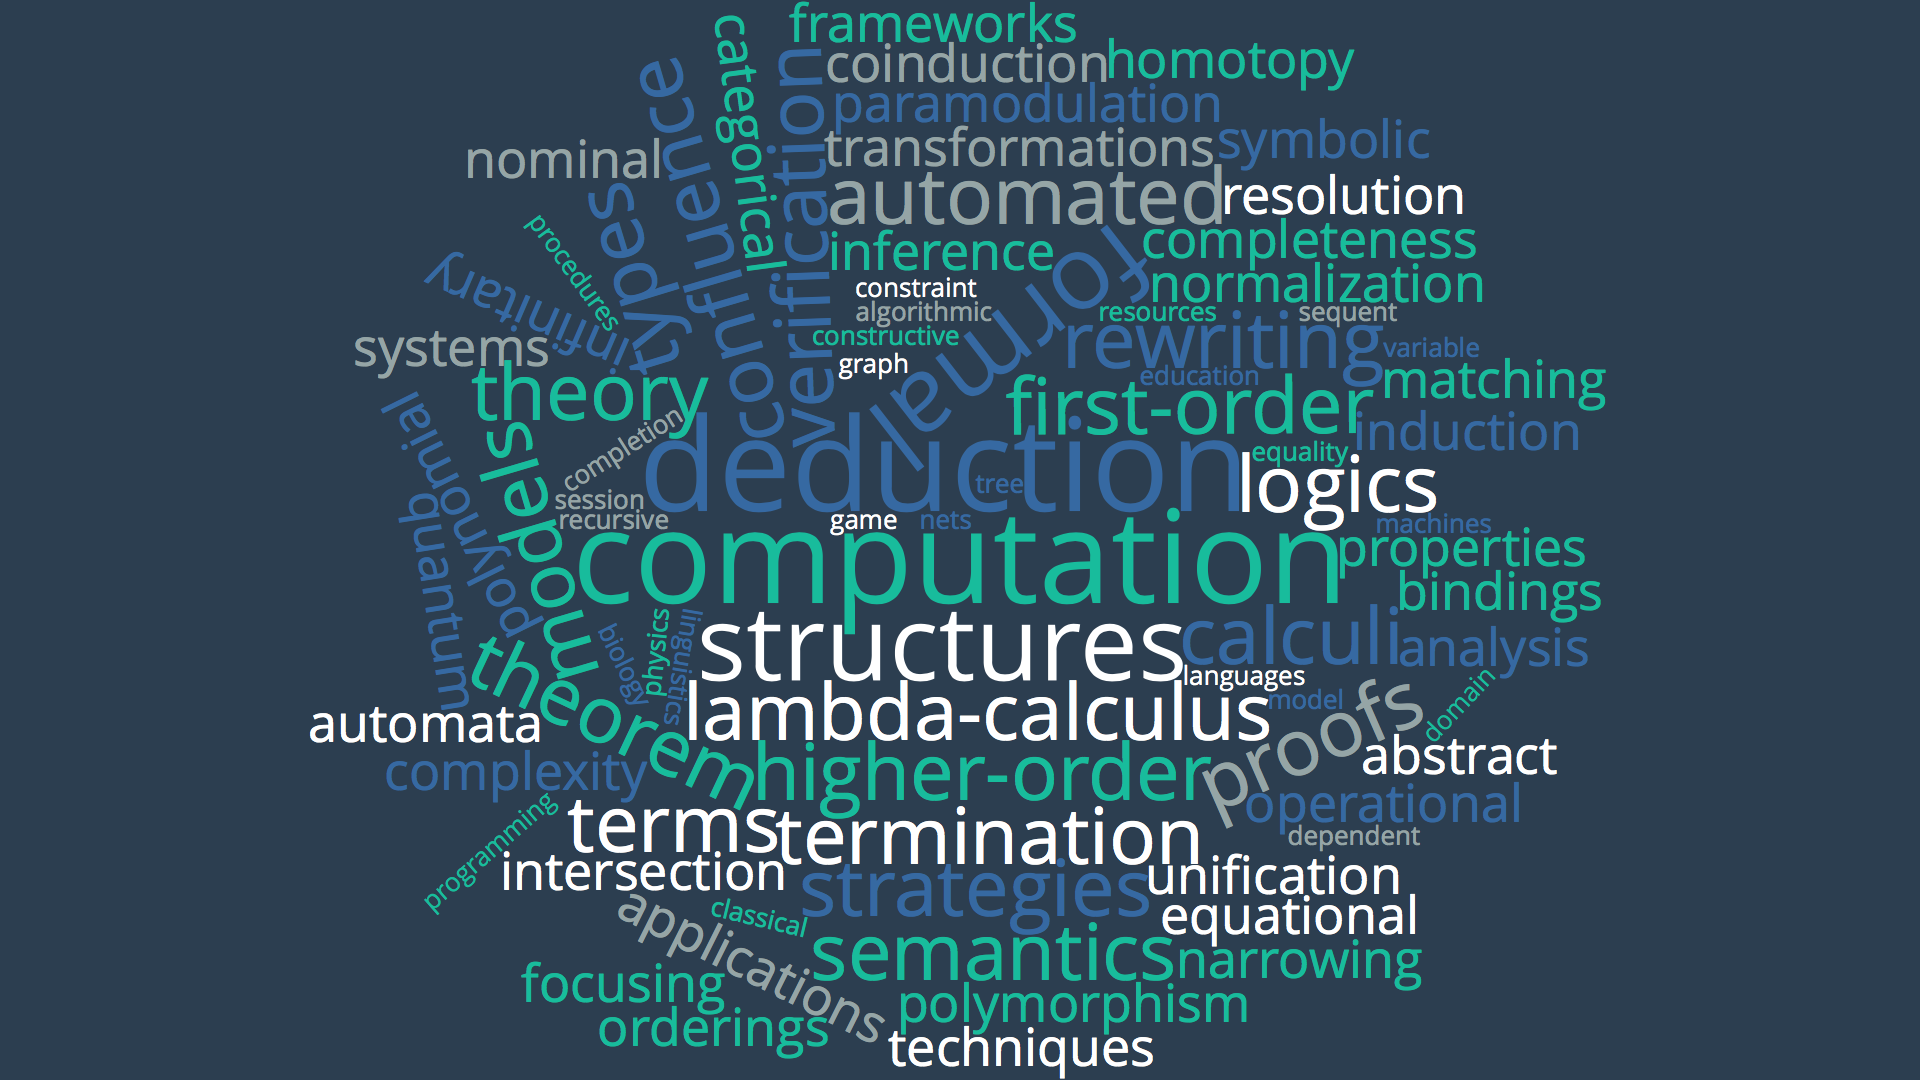 frameworks
categorical
coinduction
homotopy
confluence
verification
paramodulation
nominal
transformations
symbolic
types
automated
resolution
procedures
inference
completeness
formal
infinitary
constraint
normalization
algorithmic
resources
sequent
constructive
rewriting
systems
graph
variable
theory
education
matching
first-order
polynomial
completion
deduction
induction
equality
models
tree
logics
session
recursive
game
nets
machines
quantum
computation
properties
bindings
biology
physics
linguistics
structures
calculi
analysis
theorem
languages
lambda-calculus
model
proofs
domain
automata
abstract
complexity
higher-order
operational
programming
terms
termination
dependent
intersection
strategies
unification
applications
classical
equational
semantics
narrowing
focusing
polymorphism
orderings
techniques